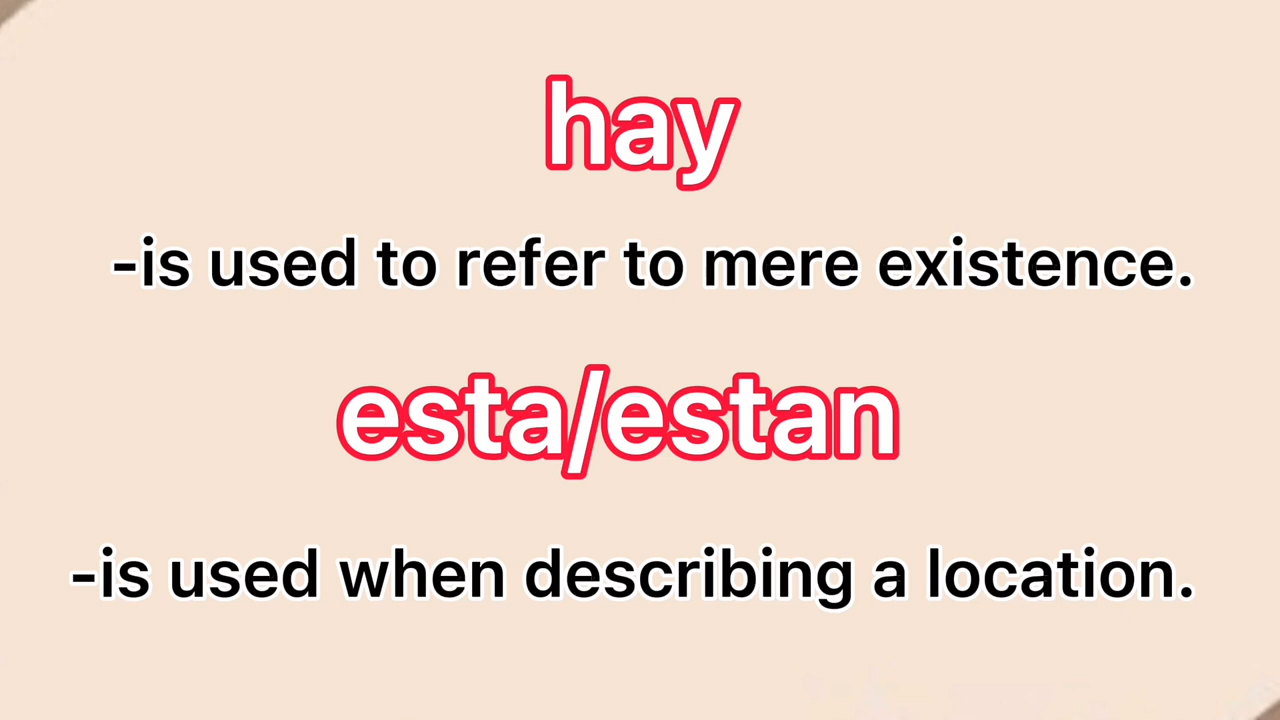 hay
-is used to refer to mere existence.
esta/estan
-is used when describing a location.